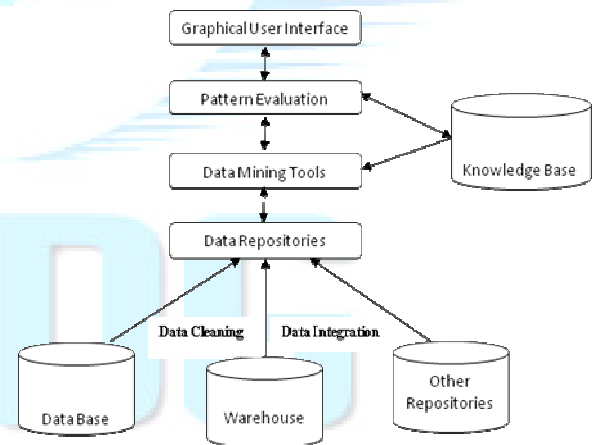 Graphical User Interface
Pattern Evaluation
Data Mining Tools
Knowledge Base
Data Repositories
Data Cleaning
Data Integration
Data Base
Warehouse
Other
Repositories